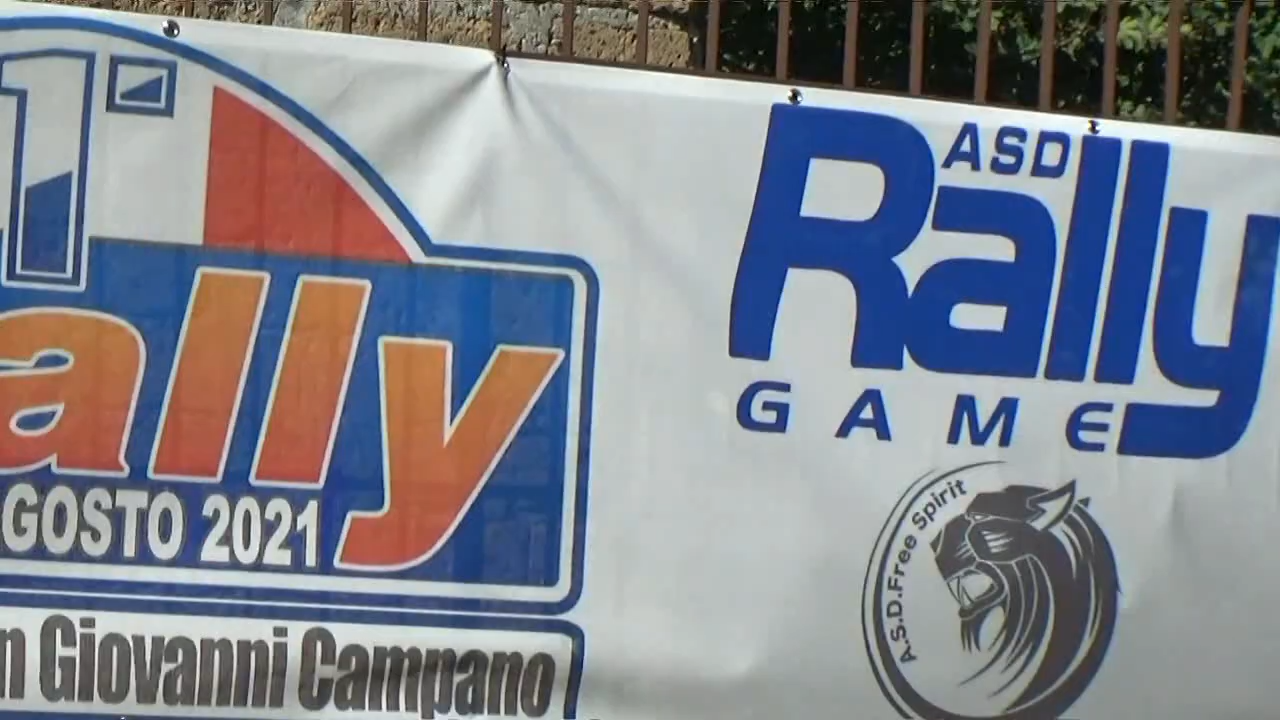 1°
ally
GOSTO 2021
n Giovanni Campano
ASD
Rally
GAME
A.S.D. Free Spirit